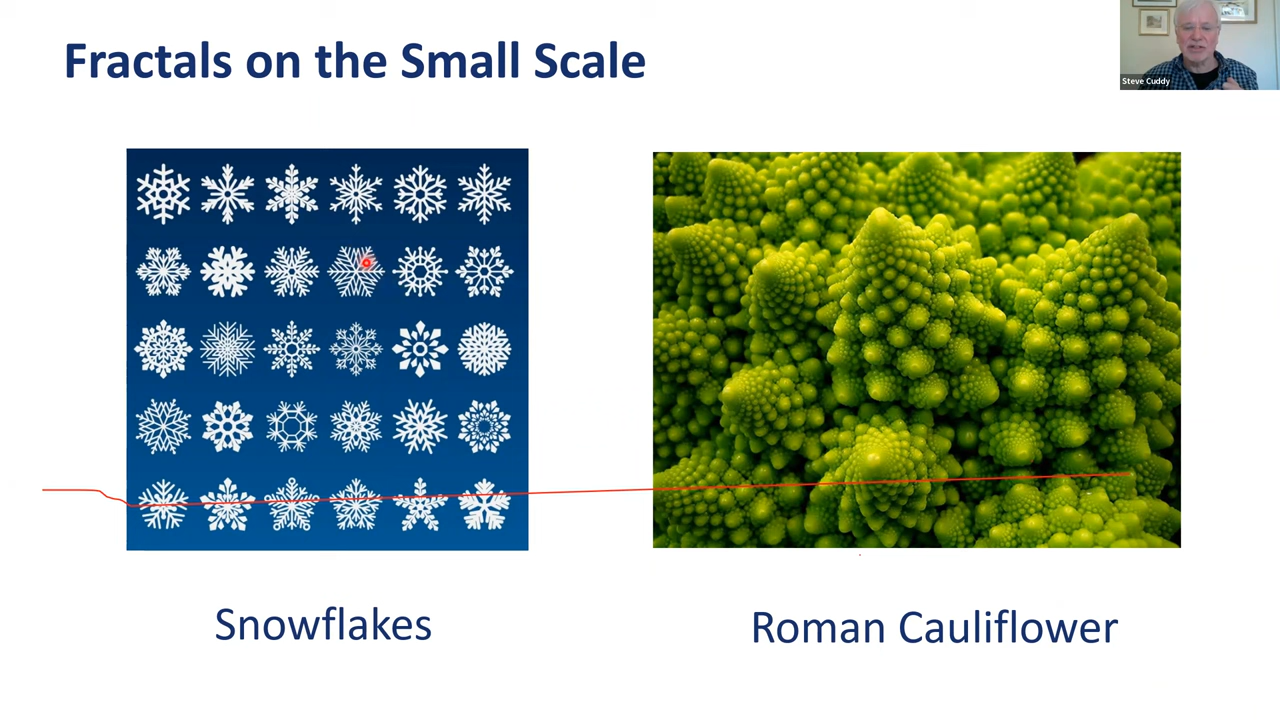 Fractals on the Small Scale
Steve Cuddy
Snowflakes
Roman Cauliflower